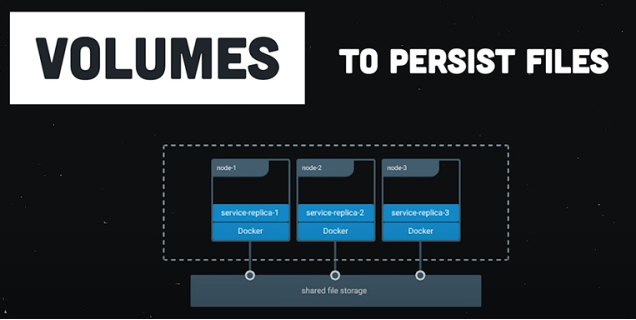 VOLUMES TO PERSIST FILES
node-1 node-2 node-3
service-replica-1 service-replica-2 service-replica-3
Docker Docker Docker
shared file storage